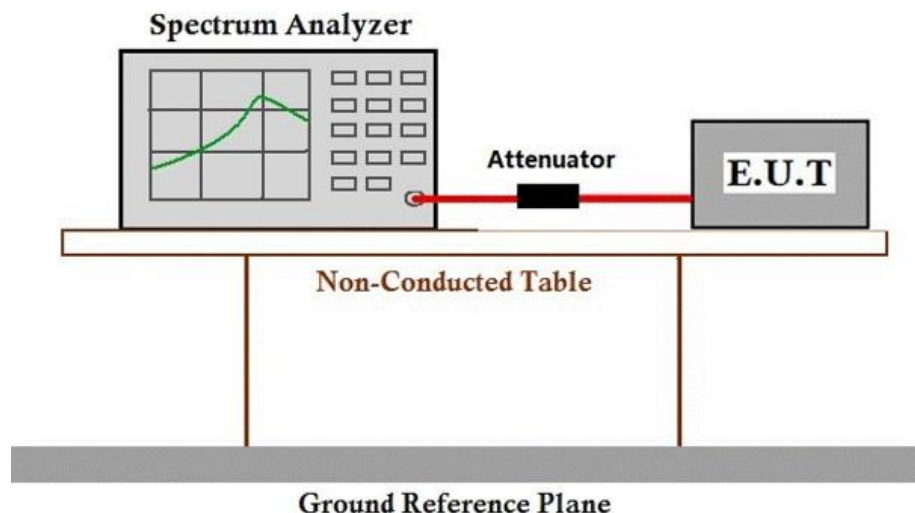 Spectrum Analyzer
Attenuator
E.U.T
Non-Conducted Table
Ground Reference Plane